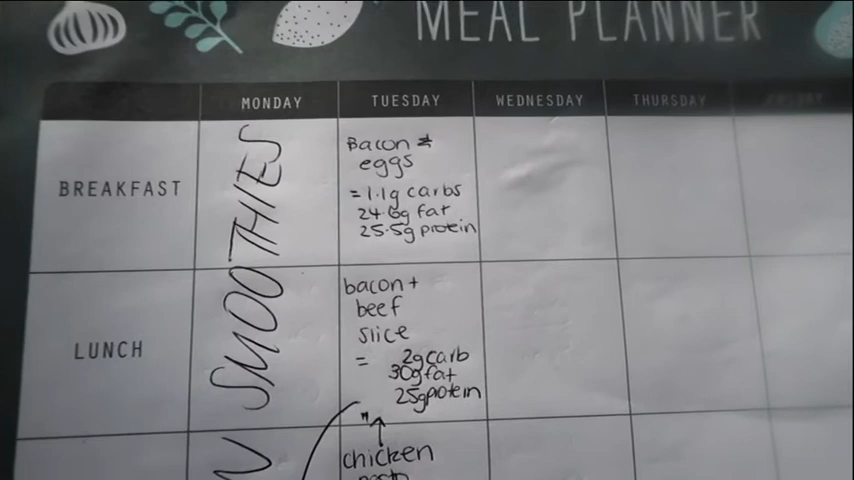 MEAL PLANNER
MONDAY
TUESDAY
WEDNESDAY
THURSDAY
BREAKFAST
SMOOTHIES
Bacon &
eggs
=1.1g carbs
24.6g fat
25.5g protein
LUNCH
bacon +
beef
slice
= 2g carb
30g fat
25g protein
"
chicken